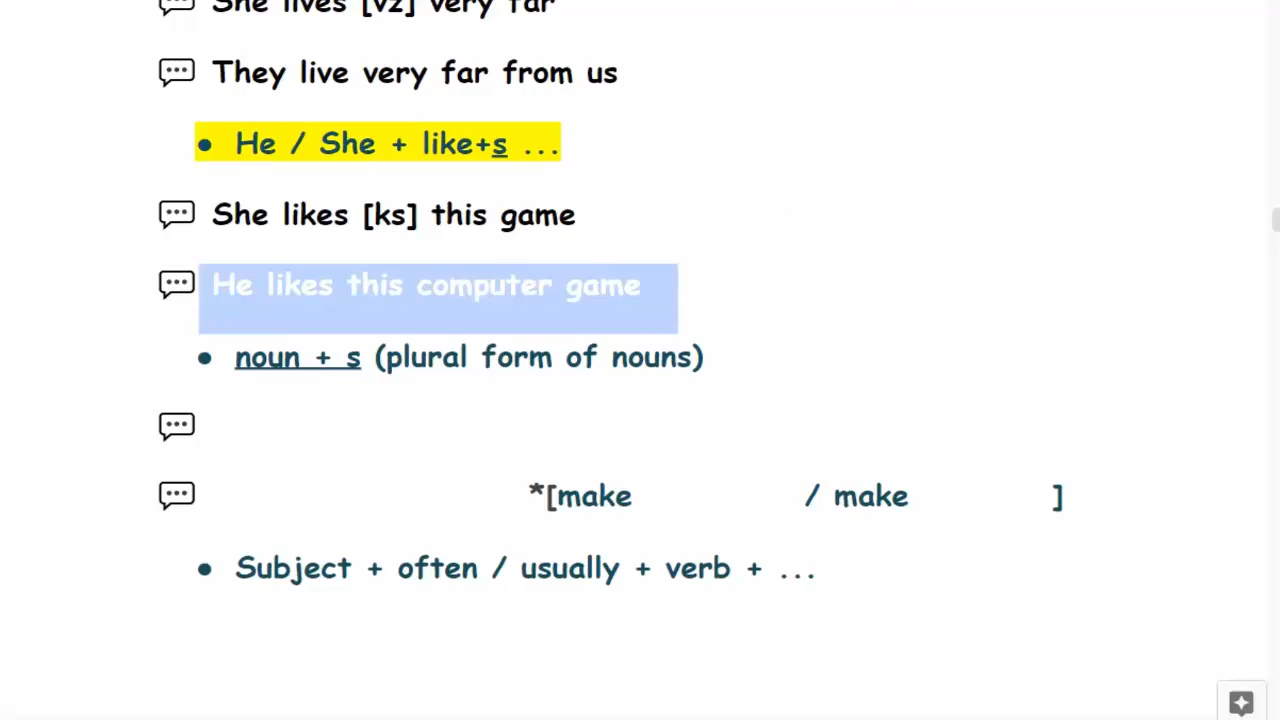 She lives [vz] very far
They live very far from us
• He / She + like+s ...
She likes [ks] this game
He likes this computer game
• noun + s (plural form of nouns)
*[make / make ]
• Subject + often / usually + verb + ...